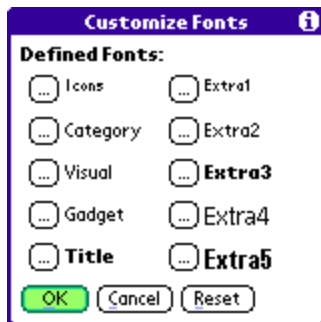 Customize Fonts i
Defined Fonts:
... Icons ... Extra1
... Category ... Extra2
... Visual ... Extra3
... Gadget ... Extra4
... Title ... Extra5
OK Cancel Reset